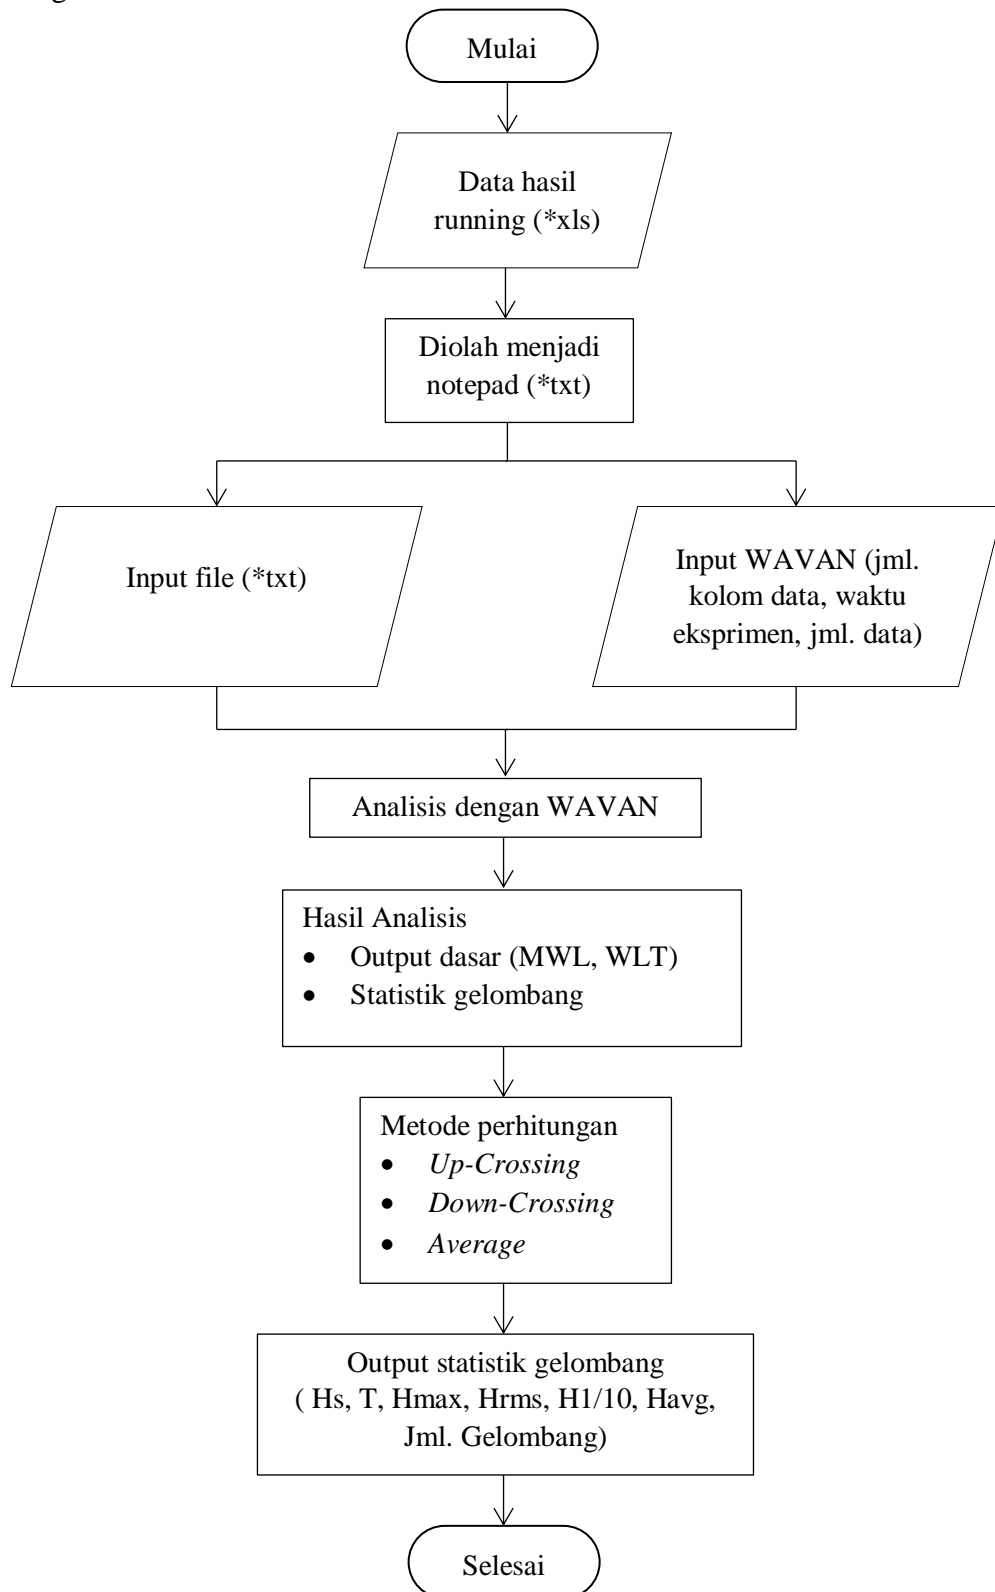 Mulai
Data hasil
running (*xls)
Diolah menjadi
notepad (*txt)
Input file (*txt)
Input WAVAN (jml.
kolom data, waktu
eksprimen, jml. data)
Analisis dengan WAVAN
Hasil Analisis
• Output dasar (MWL, WLT)
• Statistik gelombang
Metode perhitungan
• Up-Crossing
• Down-Crossing
• Average
Output statistik gelombang
( Hs, T, Hmax, Hrms, H1/10, Havg,
Jml. Gelombang)
Selesai